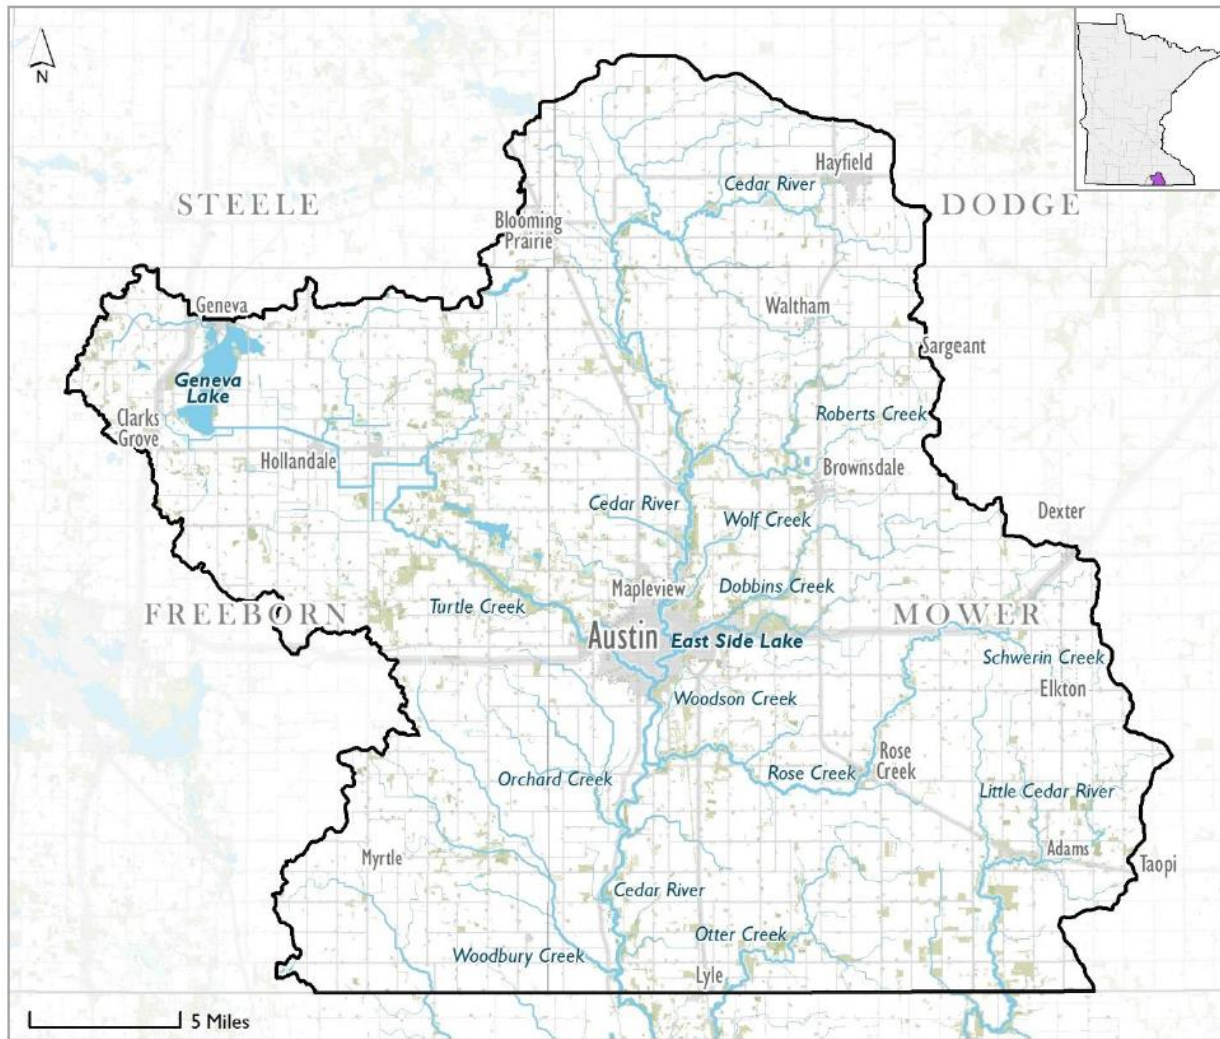 N
Hayfield
Cedar River
STEELE
DODGE
Blooming
Prairie
Geneva
Waltham
Sargeant
Geneva
Lake
Roberts Creek
Clarks
Grove
Hollandale
Brownsdale
Cedar River
Wolf Creek
Dexter
Mapleview
Dobbins Creek
FREEBORN
Turtle Creek
MOWER
Austin
East Side Lake
Schwerin Creek
Elkton
Woodson Creek
Rose
Creek
Orchard Creek
Rose Creek
Little Cedar River
Myrtle
Adams
Taopi
Cedar River
Otter Creek
Woodbury Creek
Lyle
5 Miles